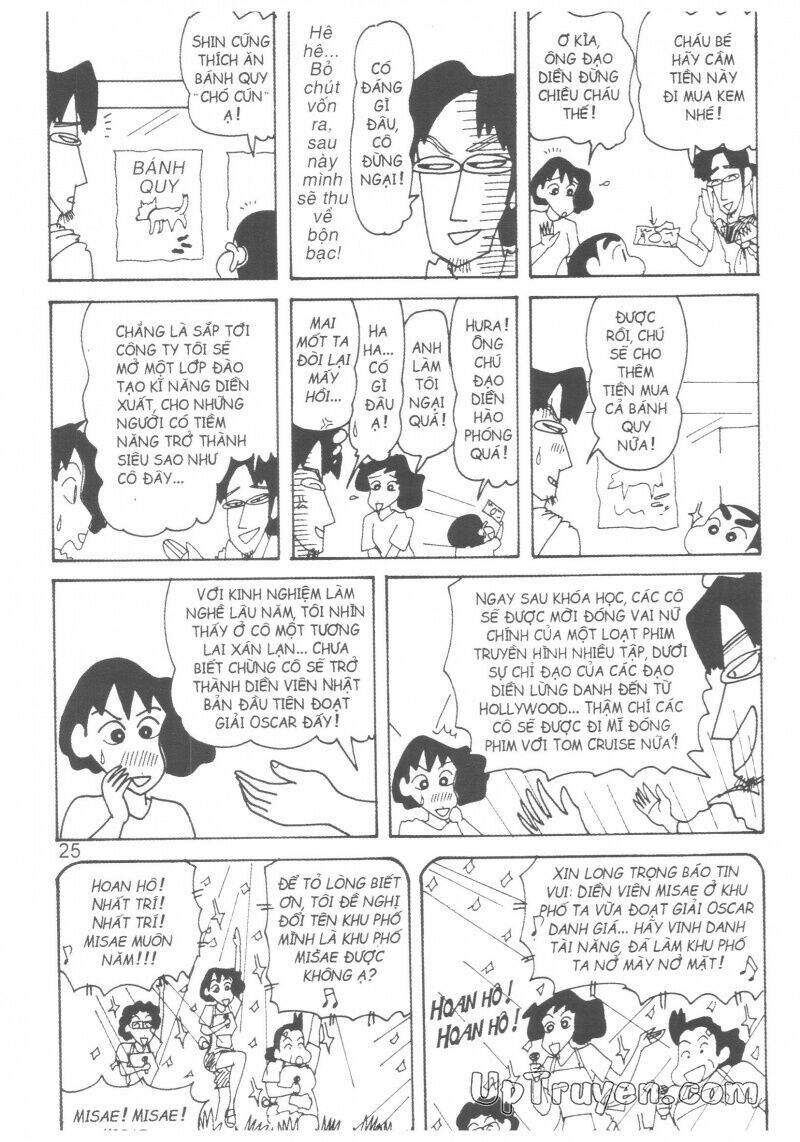 CHÁU BÉ
HÃY CẦM
TIỀN NÀY
ĐI MUA KEM
NHÉ!
Ơ KÌA,
ÔNG ĐẠO
DIỄN ĐỪNG
CHIỀU CHÁU
THẾ!
CÓ
ĐÁNG
GÌ
ĐÂU,
CÔ
ĐỪNG
NGẠI!
Hê
hê...
Bỏ
chút
vốn
ra,
sau
này
mình
sẽ thu
về
bộn
bạc!
SHIN CŨNG
THÍCH ĂN
BÁNH QUY
"CHÓ CÚN"
Ạ!
BÁNH
QUY
ĐƯỢC
RỒI, CHÚ
SẼ CHO
THÊM
TIỀN MUA
CẢ BÁNH
QUY
NỮA!
HURA!
ÔNG
CHÚ
ĐẠO
DIỄN
HÀO
PHÓNG
QUÁ!
ANH
LÀM
TÔI
NGẠI
QUÁ!
HA
HA...
CÓ
GÌ
ĐÂU
Ạ!
MAI
MỐT TA
ĐÒI LẠI
MẤY
HỒI...
CHẲNG LÀ SẮP TỚI
CÔNG TY TÔI SẼ
MỞ MỘT LỚP ĐÀO
TẠO KĨ NĂNG DIỄN
XUẤT, CHO NHỮNG
NGƯỜI CÓ TIỀM
NĂNG TRỞ THÀNH
SIÊU SAO NHƯ
CÔ ĐÂY...
NGAY SAU KHÓA HỌC, CÁC CÔ
SẼ ĐƯỢC MỜI ĐÓNG VAI NỮ
CHÍNH CỦA MỘT LOẠT PHIM
TRUYỀN HÌNH NHIỀU TẬP, DƯỚI
SỰ CHỈ ĐẠO CỦA CÁC ĐẠO
DIỄN LỪNG DANH ĐẾN TỪ
HOLLYWOOD... THẬM CHÍ CÁC
CÔ SẼ ĐƯỢC ĐI MĨ ĐÓNG
PHIM VỚI TOM CRUISE NỮA!
VỚI KINH NGHIỆM LÀM
NGHỀ LÂU NĂM, TÔI NHÌN
THẤY Ở CÔ MỘT TƯƠNG
LAI XÁN LẠN... CHƯA
BIẾT CHỪNG CÔ SẼ TRỞ
THÀNH DIỄN VIÊN NHẬT
BẢN ĐẦU TIÊN ĐOẠT
GIẢI OSCAR ĐẤY!
25
XIN LONG TRỌNG BÁO TIN
VUI: DIỄN VIÊN MISAE Ở KHU
PHỐ TA VỪA ĐOẠT GIẢI OSCAR
DANH GIÁ... HÃY VINH DANH
TÀI NĂNG, ĐÃ LÀM KHU PHỐ
TA NỞ MÀY NỞ MẶT!
HOAN HÔ!
HOAN HÔ!
ĐỂ TỎ LÒNG BIẾT
ƠN, TÔI ĐỀ NGHỊ
ĐỔI TÊN KHU PHỐ
MÌNH LÀ KHU PHỐ
MISAE ĐƯỢC
KHÔNG Ạ?
HOAN HÔ!
NHẤT TRÍ!
NHẤT TRÍ!
MISAE MUÔN
NĂM!!!
MISAE! MISAE!
UpTruyen.com